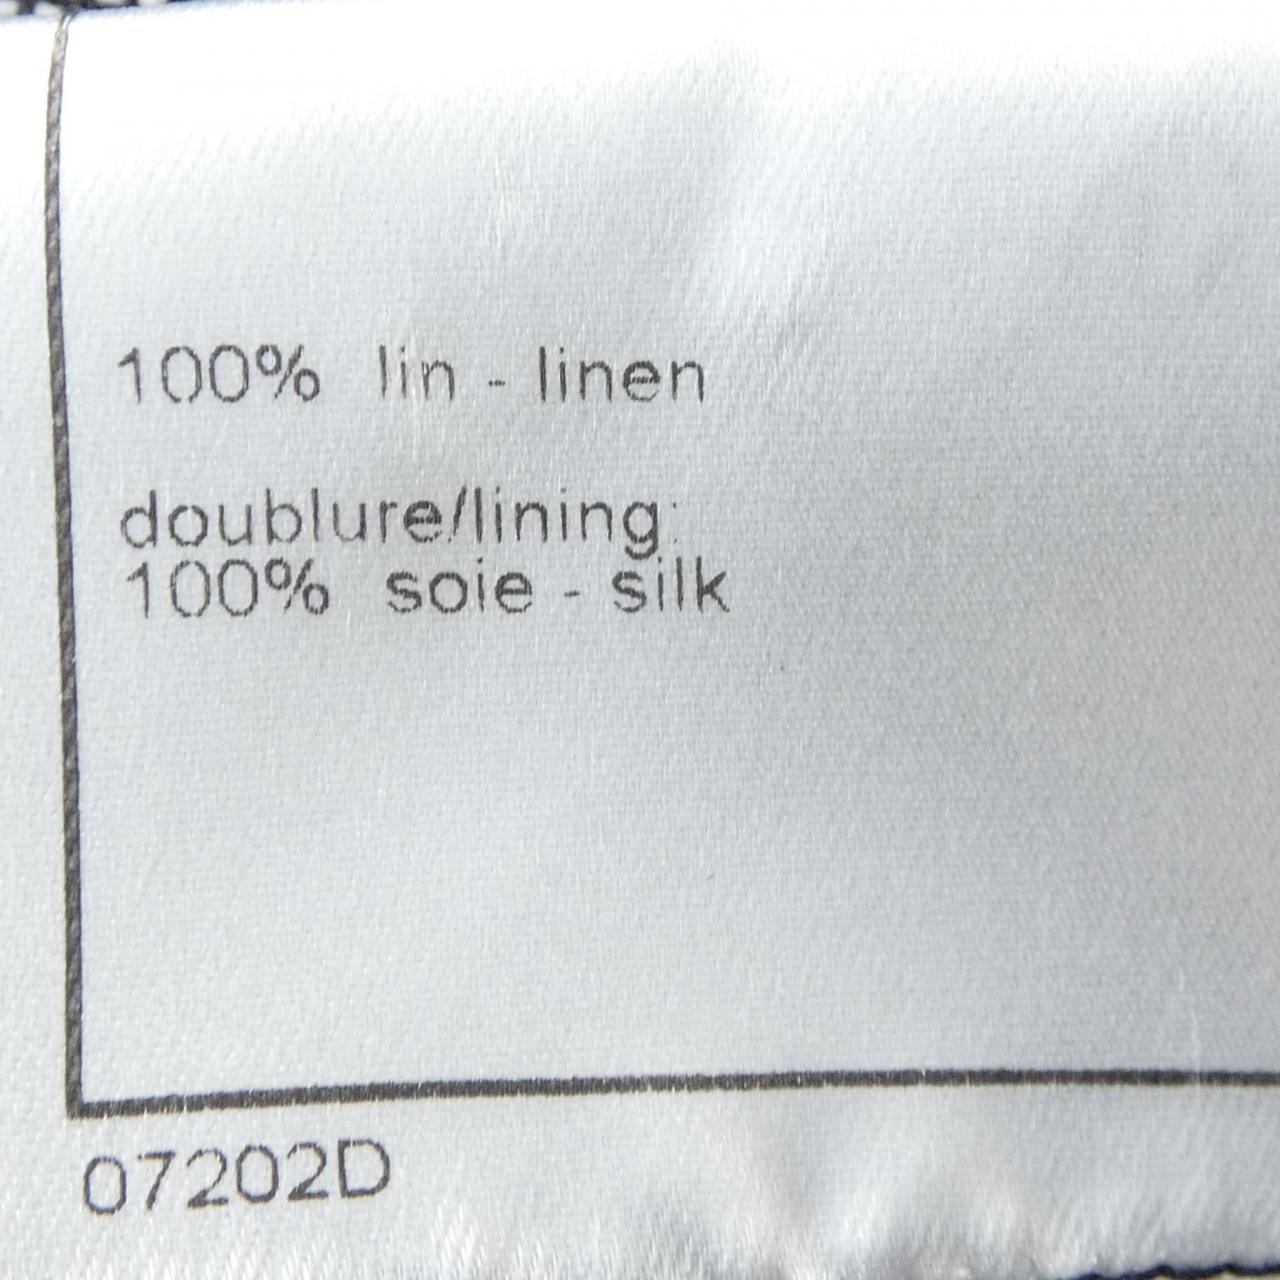 100% lin - linen
doublure/lining:
100% soie - silk
07202D